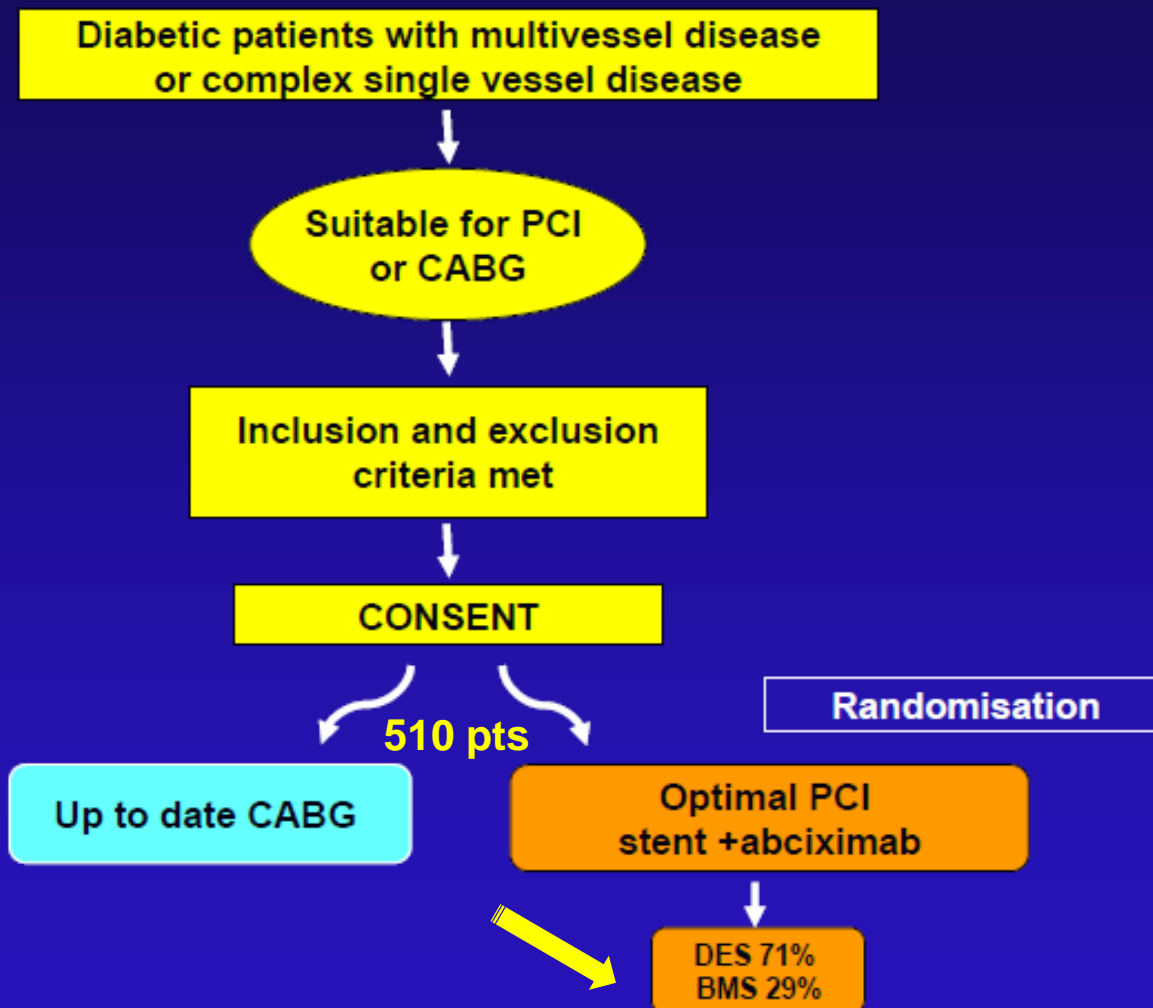 Diabetic patients with multivessel disease
or complex single vessel disease
Suitable for PCI
or CABG
Inclusion and exclusion
criteria met
CONSENT
510 pts
Randomisation
Up to date CABG
Optimal PCI
stent +abciximab
DES 71%
BMS 29%